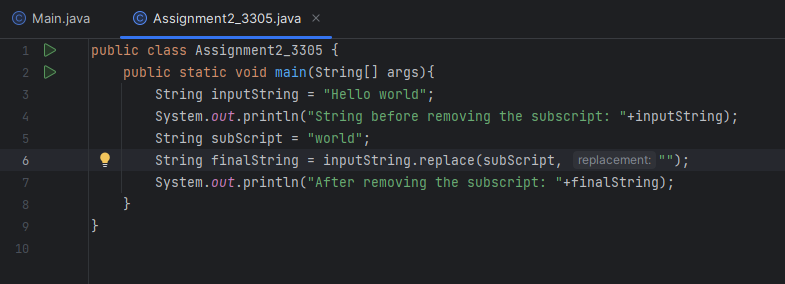 Main.java Assignment2_3305.java ×
1 public class Assignment2_3305 {
2 public static void main(String[] args){
3 String inputString = "Hello world";
4 System.out.println("String before removing the subscript: "+inputString);
5 String subScript = "world";
6 String finalString = inputString.replace(subScript, replacement: "");
7 System.out.println("After removing the subscript: "+finalString);
8 }
9 }
10